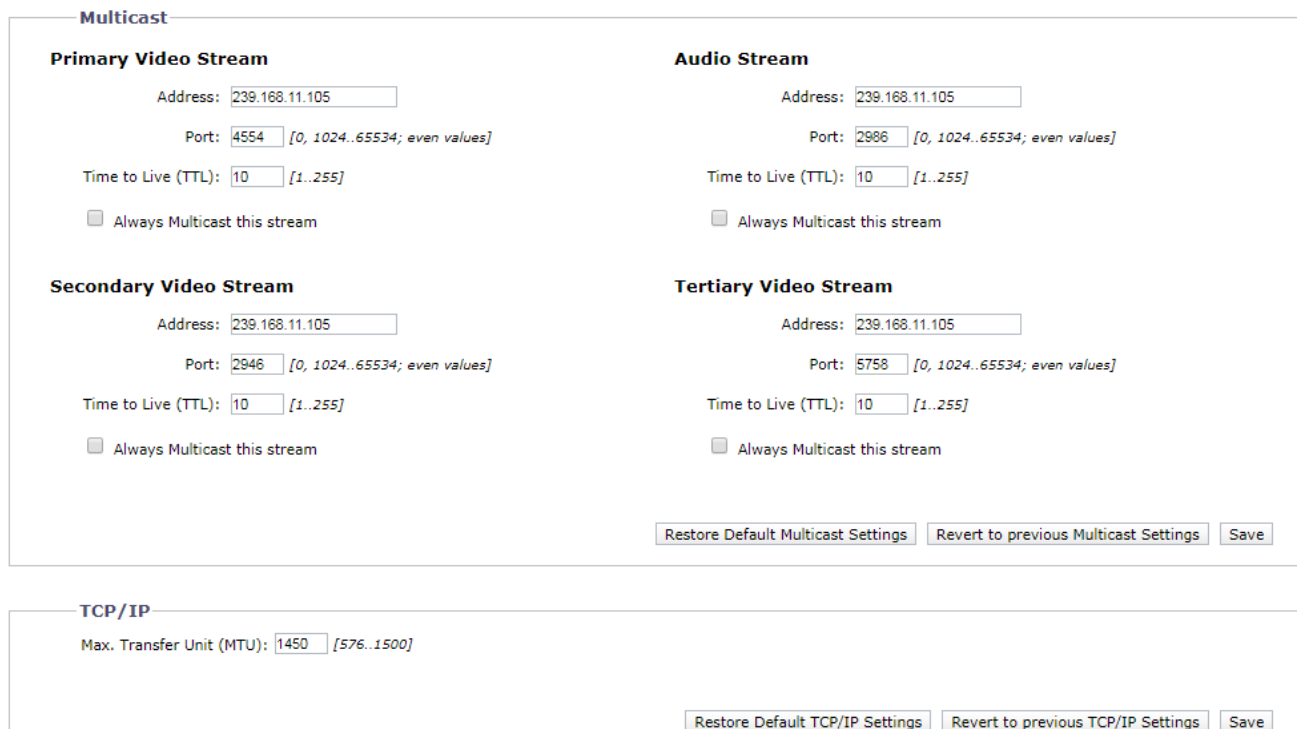 Multicast
Primary Video Stream
Address: 239.168.11.105
Port: 4554 [0, 1024..65534; even values]
Time to Live (TTL): 10 [1..255]
Always Multicast this stream
Audio Stream
Address: 239.168.11.105
Port: 2986 [0, 1024..65534; even values]
Time to Live (TTL): 10 [1..255]
Always Multicast this stream
Secondary Video Stream
Address: 239.168.11.105
Port: 2946 [0, 1024..65534; even values]
Time to Live (TTL): 10 [1..255]
Always Multicast this stream
Tertiary Video Stream
Address: 239.168.11.105
Port: 5758 [0, 1024..65534; even values]
Time to Live (TTL): 10 [1..255]
Always Multicast this stream
Restore Default Multicast Settings Revert to previous Multicast Settings Save
TCP/IP
Max. Transfer Unit (MTU): 1450 [576..1500]
Restore Default TCP/IP Settings Revert to previous TCP/IP Settings Save